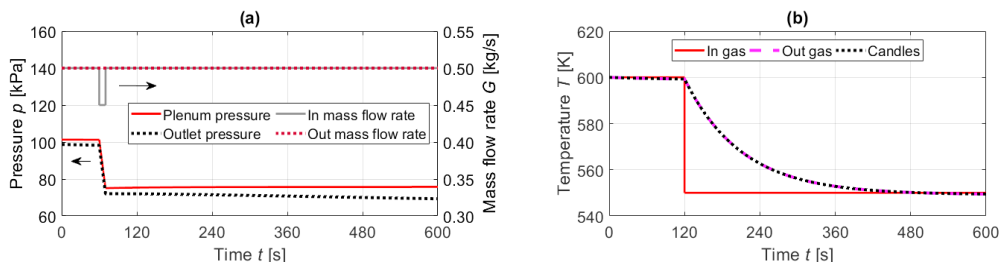 (a)
160
140
120
100
80
60
Pressure p [kPa]
0.55
0.50
0.45
0.40
0.35
0.30
Mass flow rate G [kg/s]
Plenum pressure
In mass flow rate
Outlet pressure
Out mass flow rate
0 120 240 360 480 600
Time t [s]
(b)
620
600
580
560
540
Temperature T [K]
In gas Out gas Candles
0 120 240 360 480 600
Time t [s]